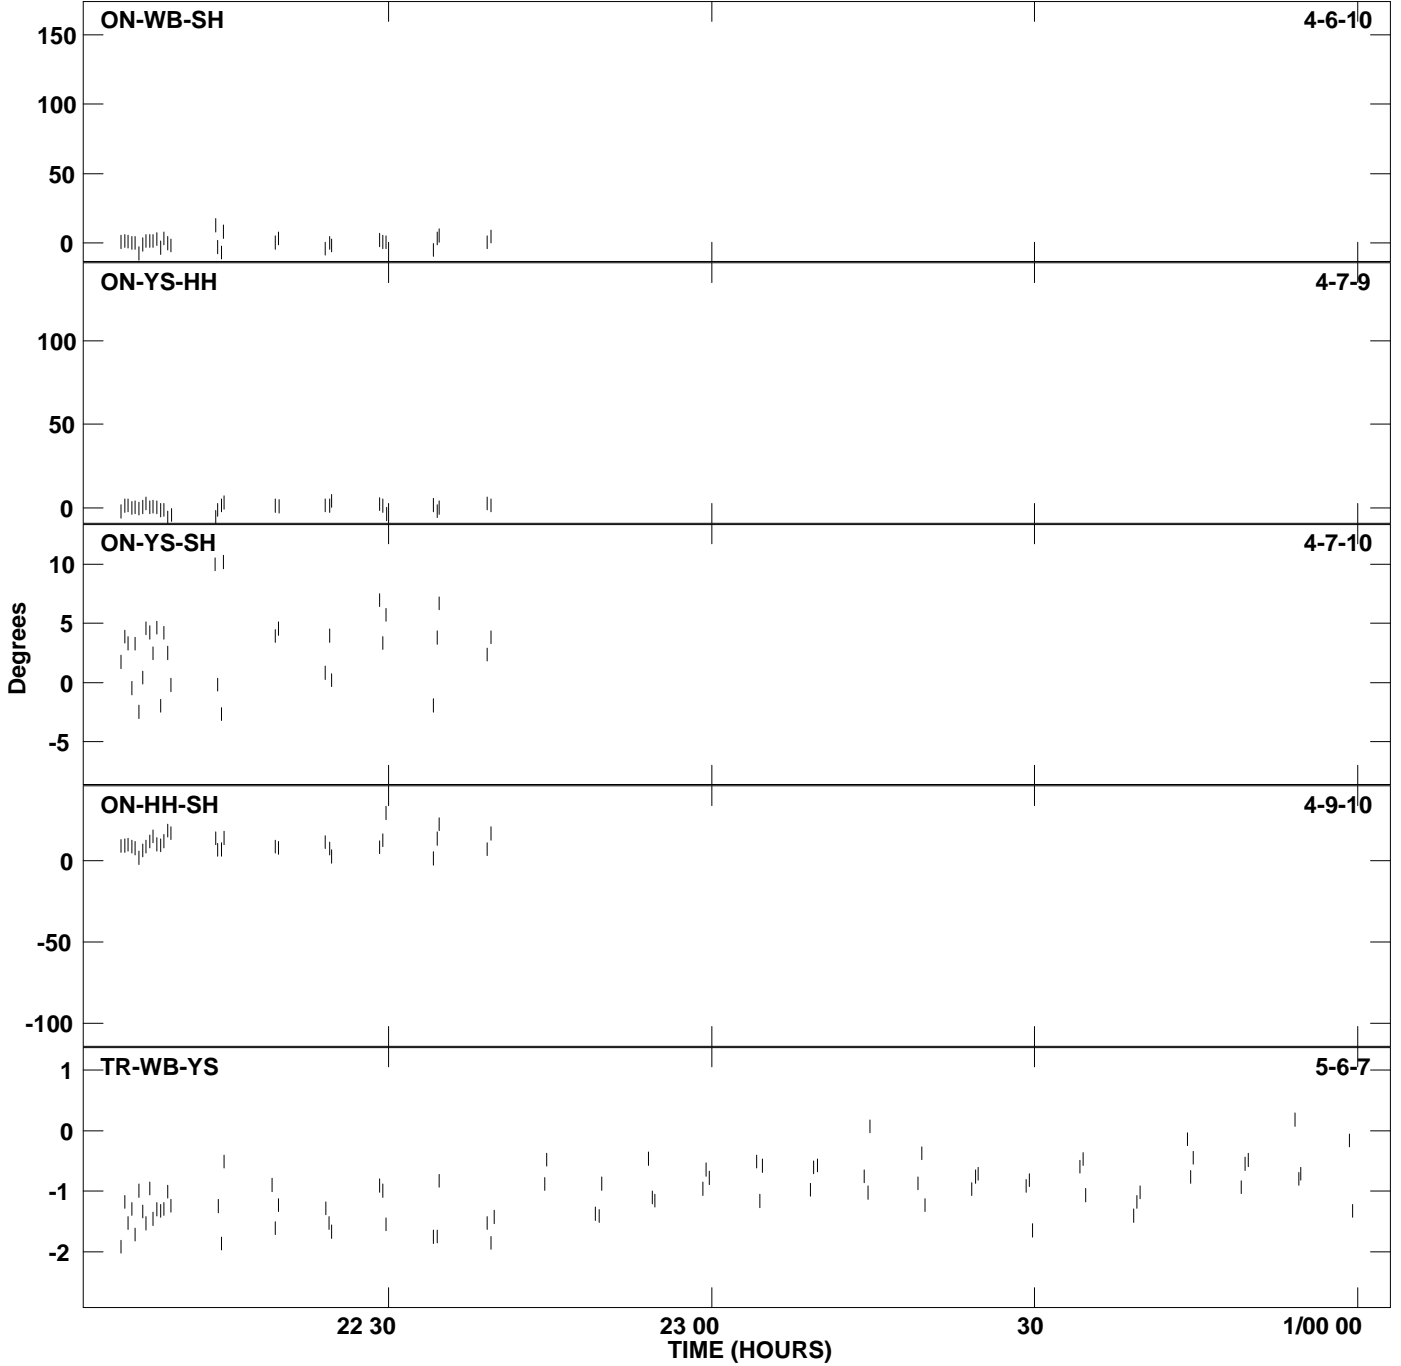 ON-WB-SH 4-6-10
150
100
50
0
ON-YS-HH 4-7-9
100
50
0
ON-YS-SH 4-7-10
10
5
0
-5
Degrees
ON-HH-SH 4-9-10
0
-50
-100
TR-WB-YS 5-6-7
1
0
-1
-2
22 30 23 00 30 1/00 00
TIME (HOURS)